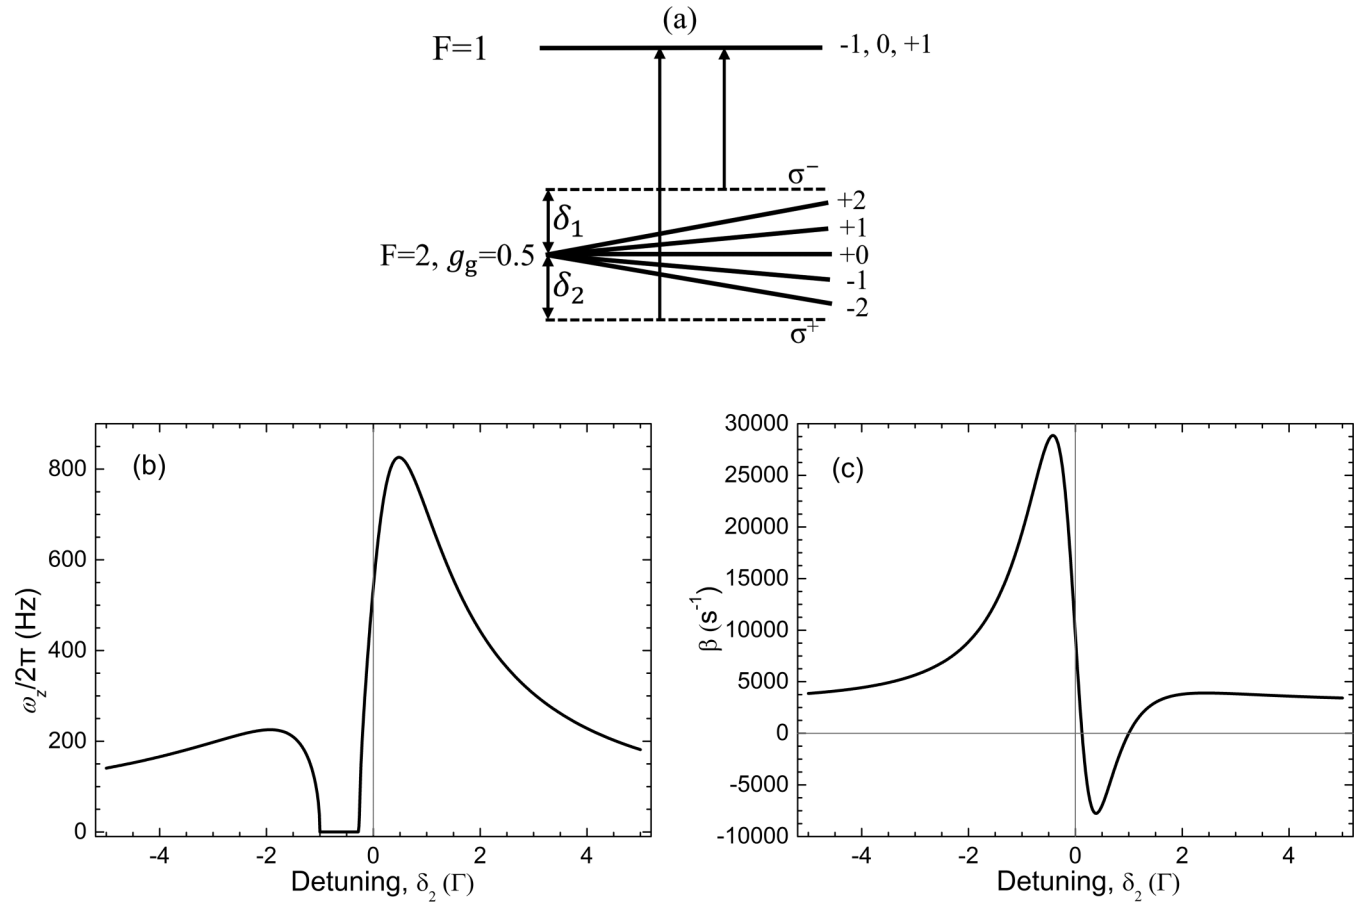 (a)
F=1
-1, 0, +1
σ⁻
+2
δ₁
+1
F=2, g_g=0.5
+0
δ₂
-1
-2
σ⁺
(b)
800
600
400
200
0
ω_z/2π (Hz)
-4 -2 0 2 4
Detuning, δ₂ (Γ)
(c)
30000
25000
20000
15000
10000
5000
0
-5000
-10000
β (s⁻¹)
-4 -2 0 2 4
Detuning, δ₂ (Γ)